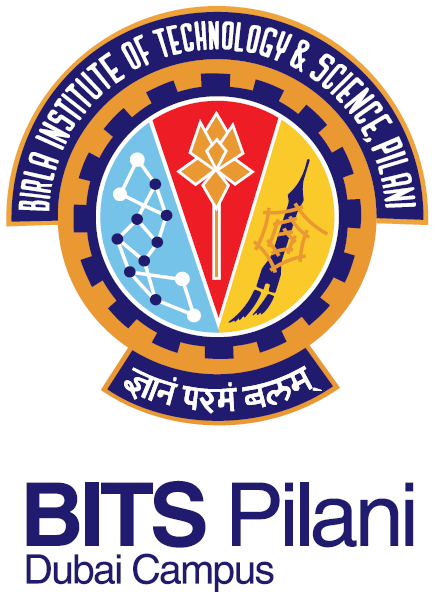 BIRLA INSTITUTE OF TECHNOLOGY & SCIENCE, PILANI
ज्ञानं परमं बलम्
BITS Pilani
Dubai Campus